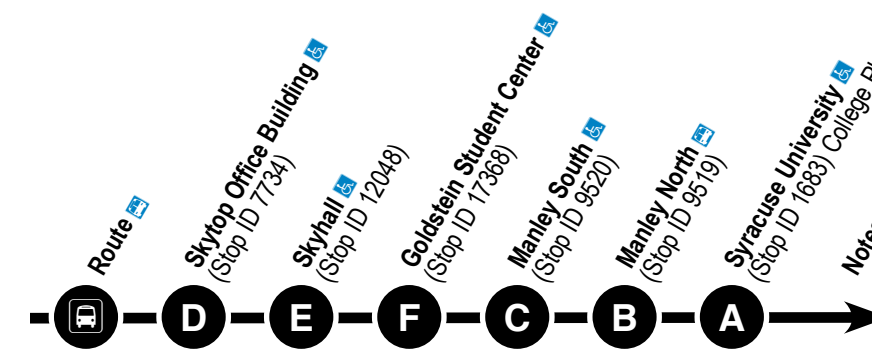 Route
Skytop Office Building
(Stop ID 7734)
Skyhall
(Stop ID 12048)
Goldstein Student Center
(Stop ID 17368)
Manley South
(Stop ID 9520)
Manley North
(Stop ID 9519)
Syracuse University
(Stop ID 1683) College
D
E
F
C
B
A